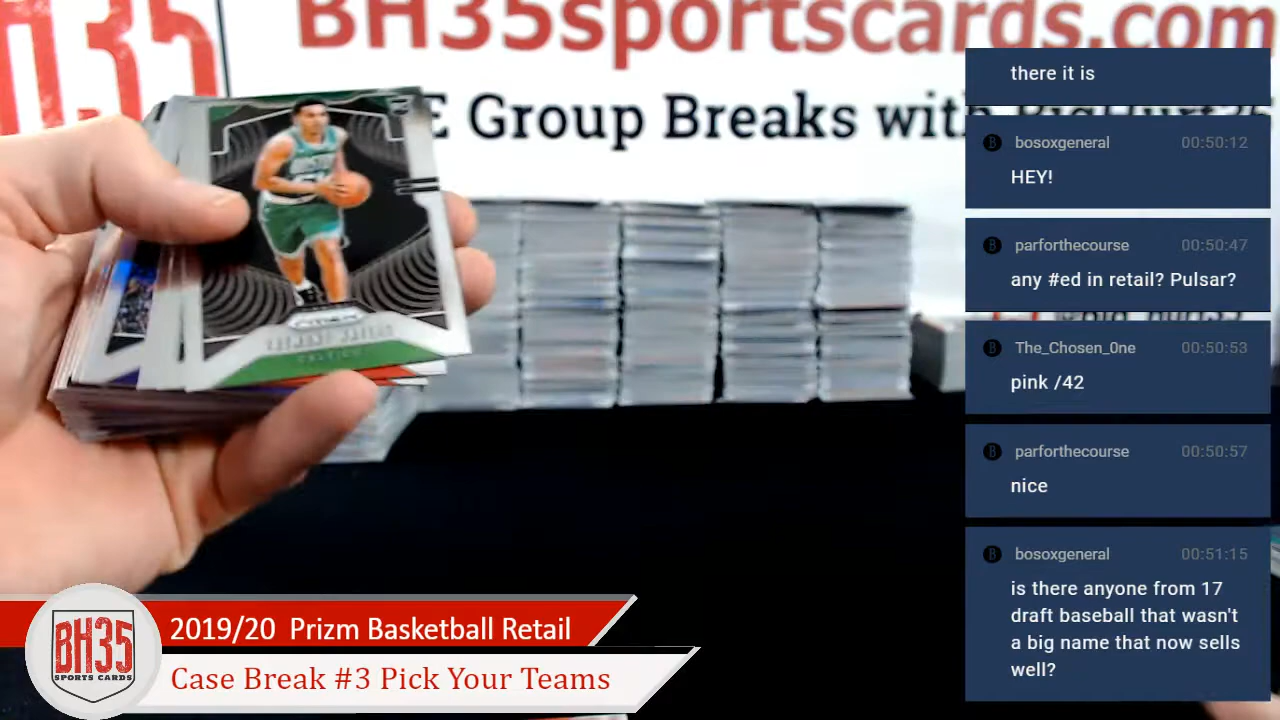 BH35sportscards.com
E Group Breaks with
there it is
bosoxgeneral 00:50:12
HEY!
parforthecourse 00:50:47
any #ed in retail? Pulsar?
The_Chosen_0ne 00:50:53
pink /42
parforthecourse 00:50:57
nice
bosoxgeneral 00:51:15
is there anyone from 17
draft baseball that wasn't
a big name that now sells
well?
BH35
SPORTS CARDS
2019/20 Prizm Basketball Retail
Case Break #3 Pick Your Teams